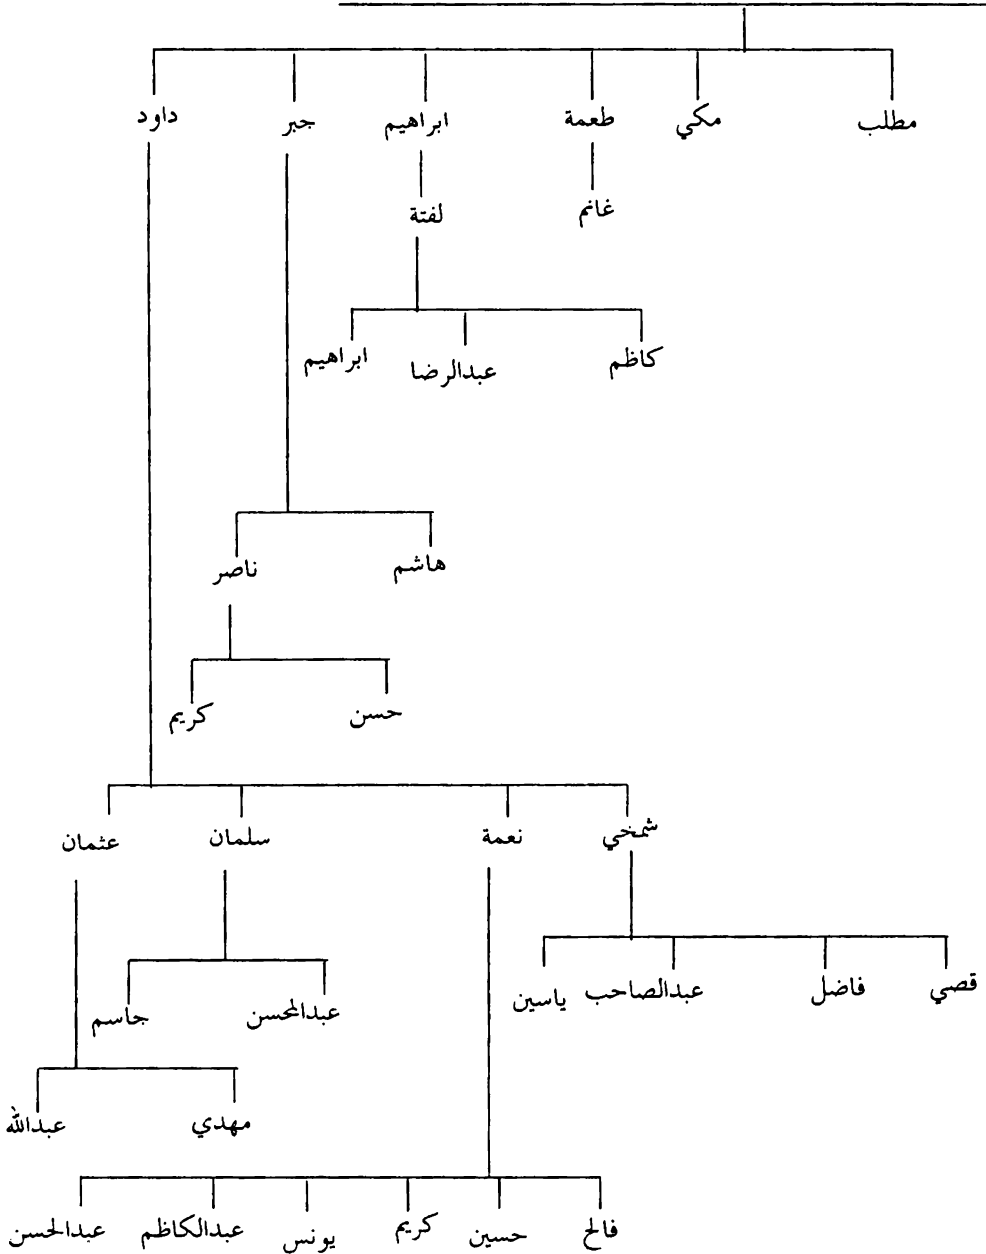 مطلب مكي طعمة ابراهيم جبر داود
غانم لفتة
كاظم عبدالرضا ابراهيم
هاشم ناصر
حسن كريم
شمخي نعمة سلمان عثمان
قصي فاضل عبدالصاحب ياسين
عبدالمحسن جاسم
مهدي عبدالله
فالح حسين كريم يونس عبدالكاظم عبدالحسن